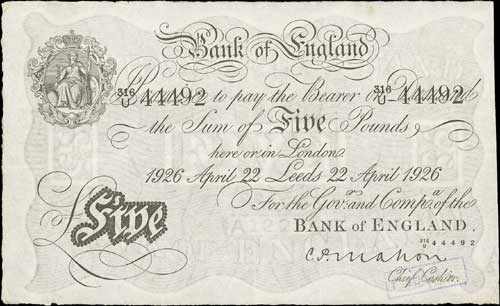 Bank of England
316/U 44492 to pay the Bearer on Demand 316/U 44492
the Sum of Five Pounds
here or in London.
1926 April 22 Leeds 22 April 1926
For the Govr. and Compa. of the
BANK OF ENGLAND.
316/U 44492
Five
C.P. Mahon
Chief Cashier.